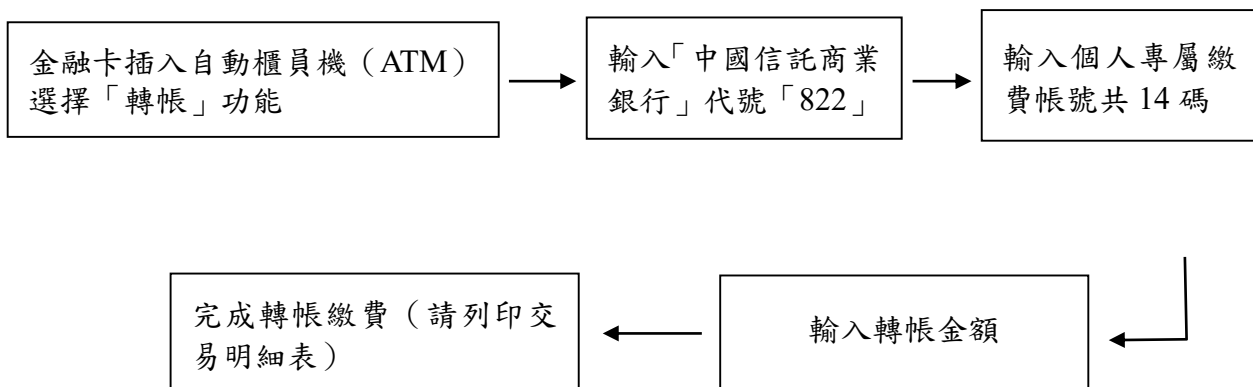 金融卡插入自動櫃員機（ATM）
選擇「轉帳」功能
輸入「中國信託商業
銀行」代號「822」
輸入個人專屬繳
費帳號共 14 碼
輸入轉帳金額
完成轉帳繳費（請列印交
易明細表）